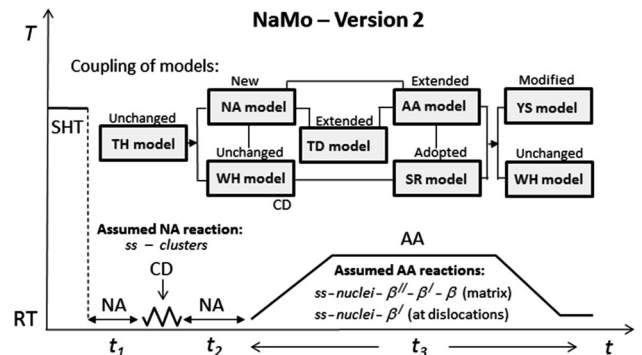 NaMo – Version 2
T
Coupling of models:
New
Extended
Modified
NA model
AA model
YS model
SHT
Unchanged
Extended
TH model
TD model
Unchanged
Adopted
Unchanged
WH model
SR model
WH model
CD
Assumed NA reaction:
ss – clusters
CD
AA
Assumed AA reactions:
ss–nuclei–β″–β′–β (matrix)
ss–nuclei–β′ (at dislocations)
RT
NA
NA
t₁
t₂
t₃
t